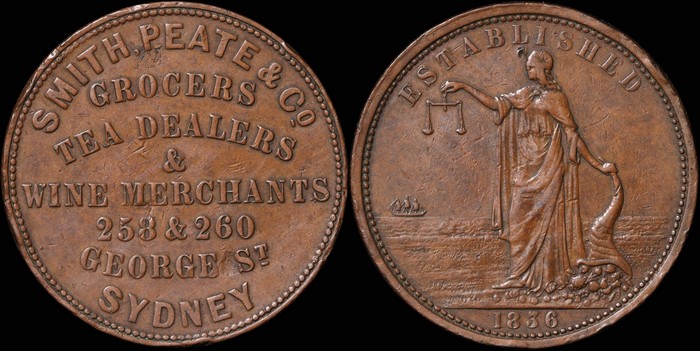 SMITH, PEATE & Co
GROCERS
TEA DEALERS
&
WINE MERCHANTS
258 & 260
GEORGE ST
SYDNEY
ESTABLISHED
1836